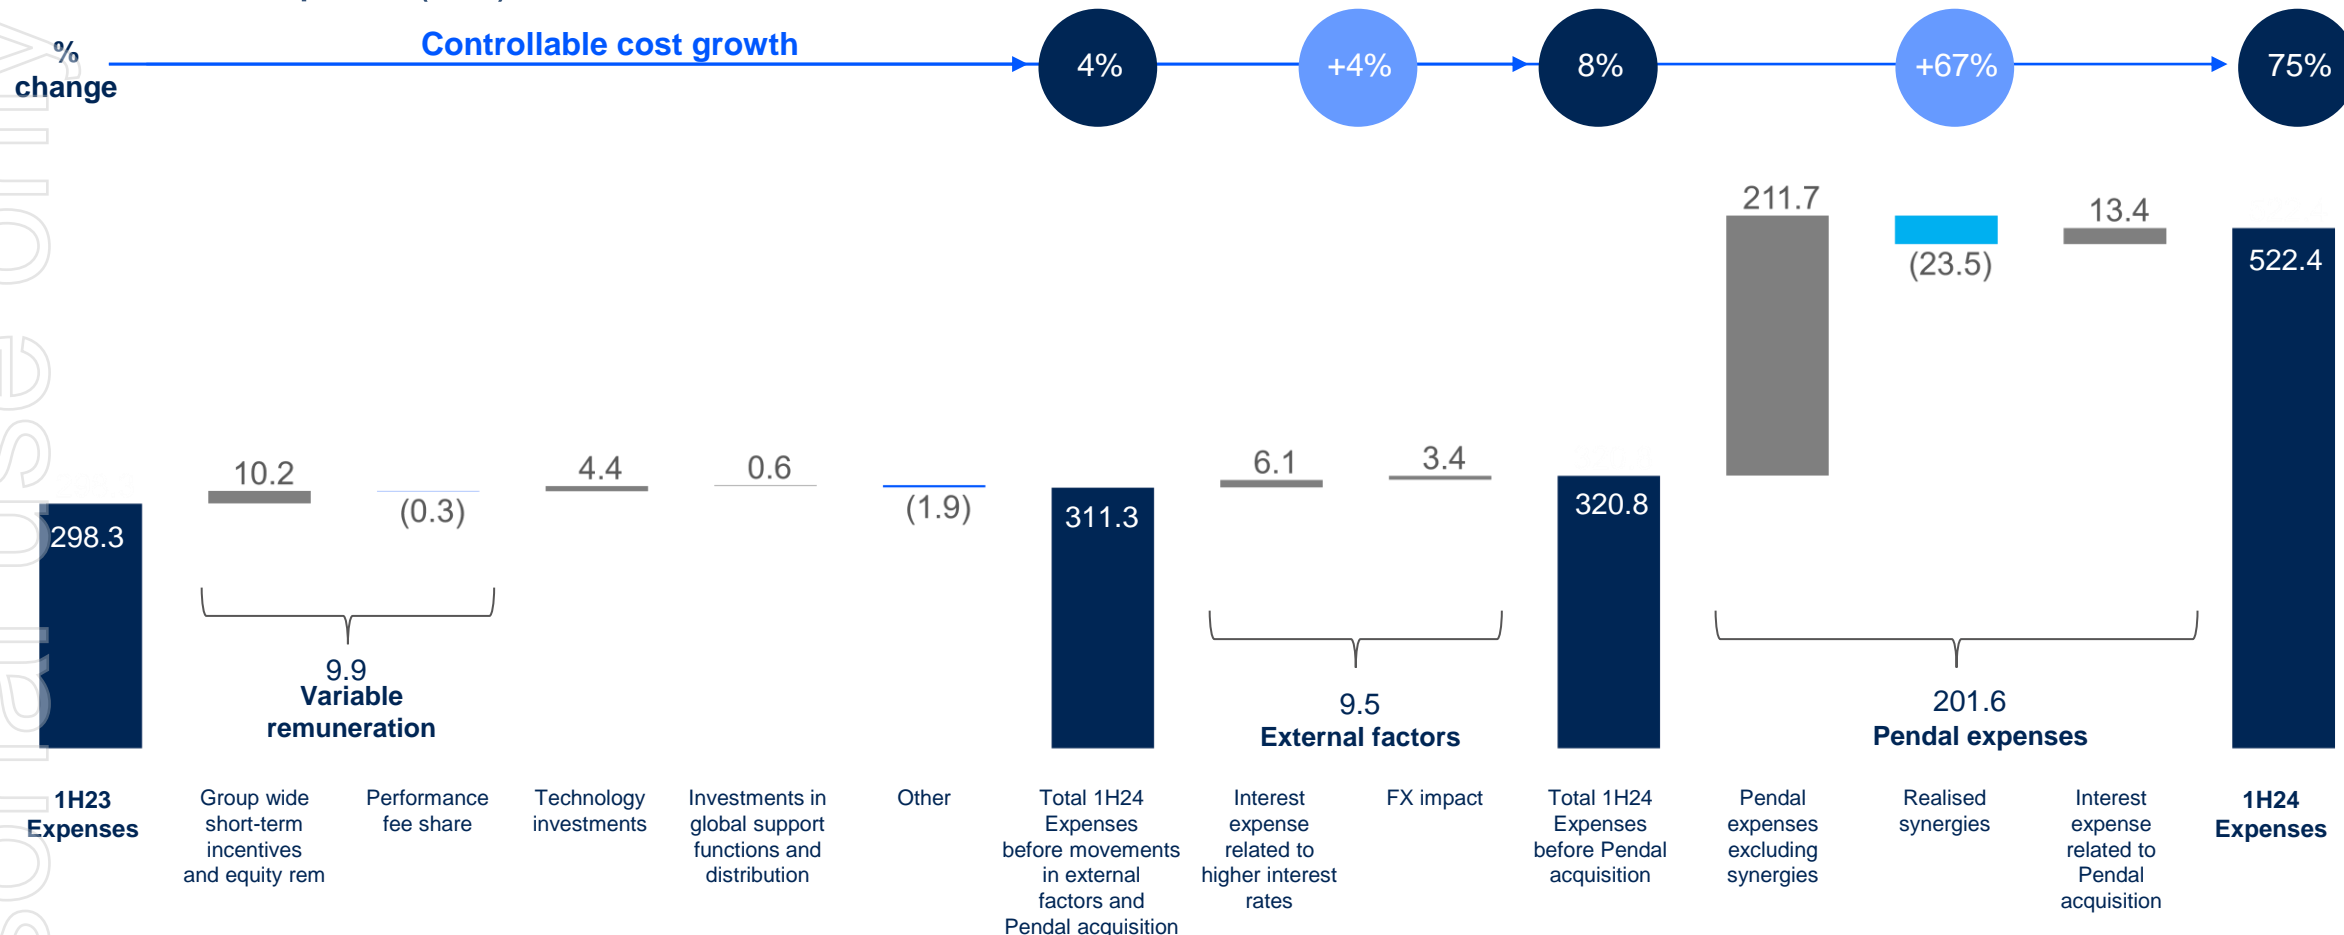 %
change
Controllable cost growth
4%
+4%
8%
+67%
75%
211.7
(23.5)
13.4
522.4
10.2
(0.3)
4.4
0.6
(1.9)
6.1
3.4
298.3
311.3
320.8
9.9
Variable
remuneration
9.5
External factors
201.6
Pendal expenses
1H23
Expenses
Group wide
short-term
incentives
and equity rem
Performance
fee share
Technology
investments
Investments in
global support
functions and
distribution
Other
Total 1H24
Expenses
before movements
in external
factors and
Pendal acquisition
Interest
expense
related to
higher interest
rates
FX impact
Total 1H24
Expenses
before Pendal
acquisition
Pendal
expenses
excluding
synergies
Realised
synergies
Interest
expense
related to
Pendal
acquisition
1H24
Expenses
use only